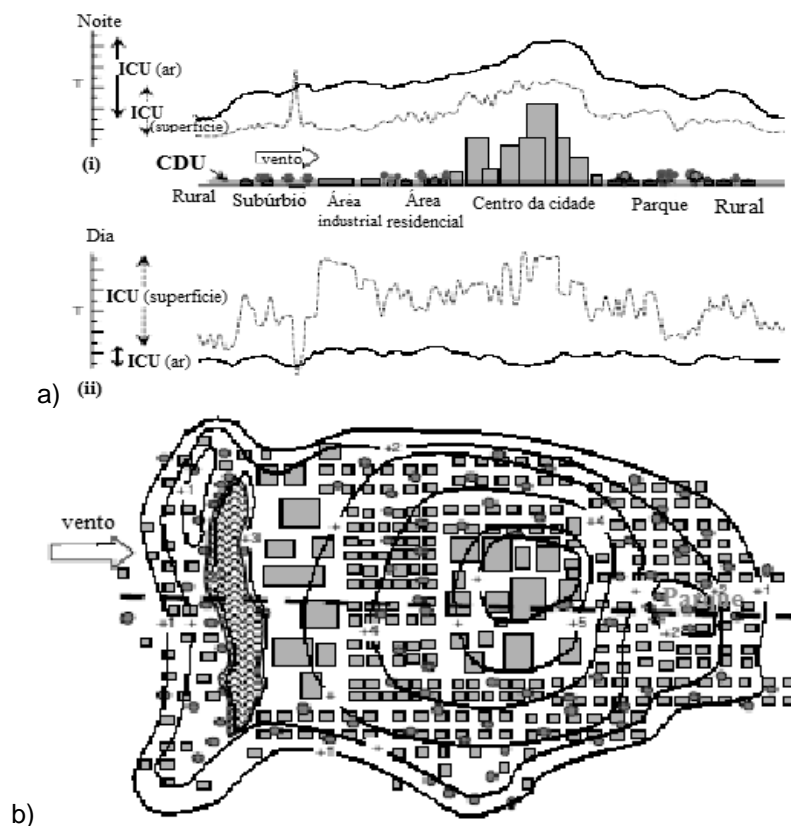 Noite
ICU (ar)
T
ICU
(superfície)
(i)
CDU
vento
Rural
Subúrbio
Área
industrial
Área
residencial
Centro da cidade
Parque
Rural
Dia
T
ICU (superfície)
ICU (ar)
(ii)
a)
vento
+2
+1
+3
+4
+1
+4
+5
Parque
+2
+1
b)